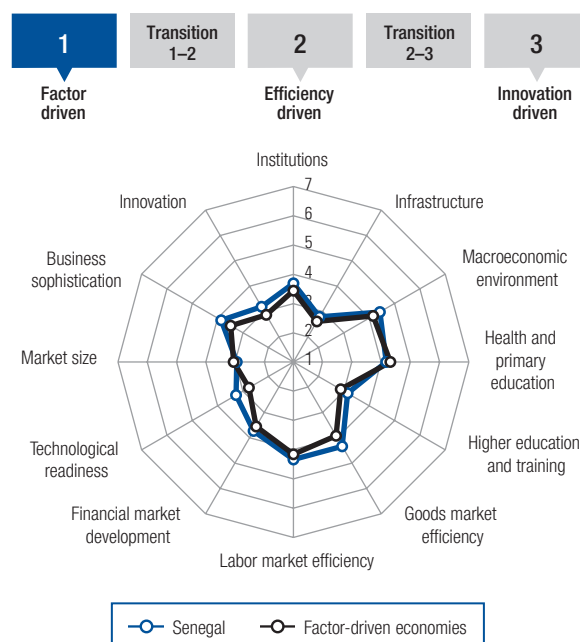 1
Transition
1–2
2
Transition
2–3
3
Factor
driven
Efficiency
driven
Innovation
driven
Institutions
7
6
5
4
3
2
1
Infrastructure
Macroeconomic
environment
Health and
primary
education
Higher education
and training
Goods market
efficiency
Labor market efficiency
Financial market
development
Technological
readiness
Market size
Business
sophistication
Innovation
Senegal
Factor-driven economies